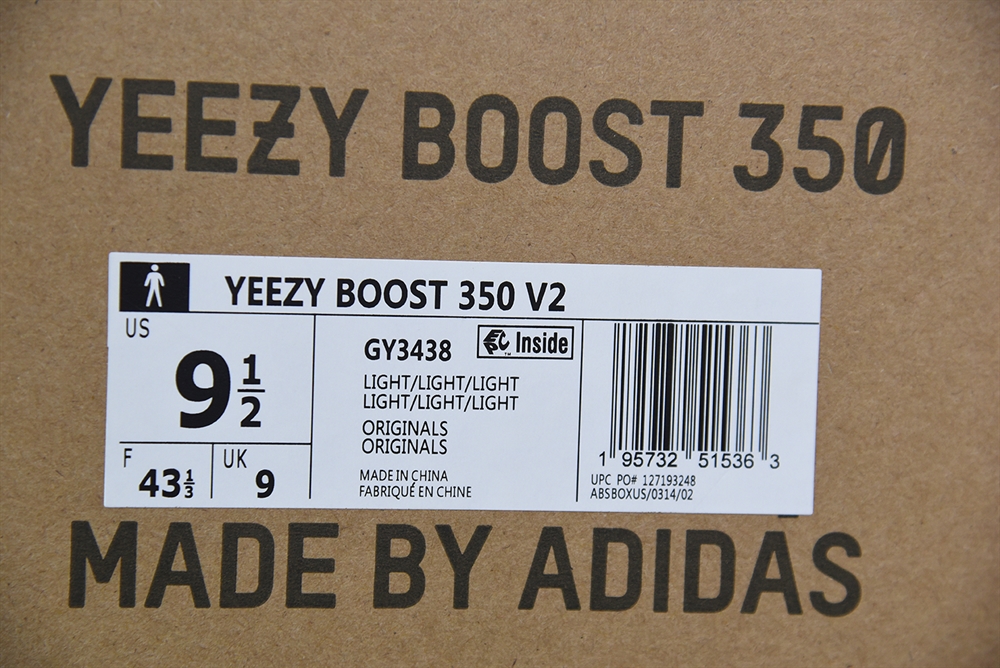 YEEZY BOOST 350
YEEZY BOOST 350 V2
US
9 1/2
F
43 1/3
UK
9
GY3438
Inside
LIGHT/LIGHT/LIGHT
LIGHT/LIGHT/LIGHT
ORIGINALS
ORIGINALS
MADE IN CHINA
FABRIQUÉ EN CHINE
1 95732 51536 3
UPC PO# 127193248
ABSBOXUS/0314/02
MADE BY ADIDAS